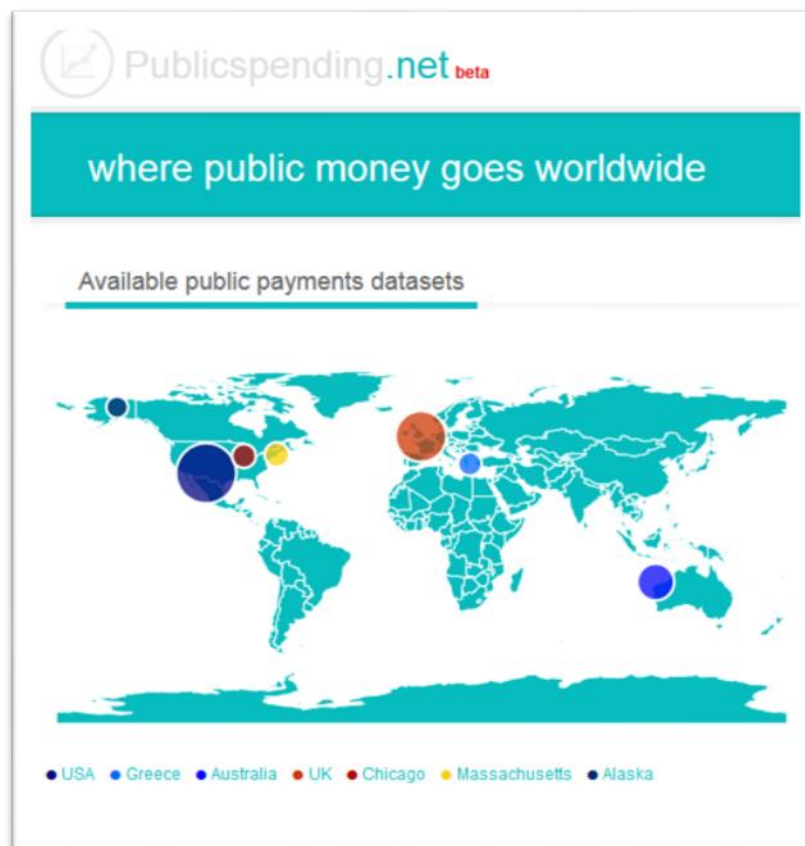 Publicspending.net beta
where public money goes worldwide
Available public payments datasets
USA Greece Australia UK Chicago Massachusetts Alaska